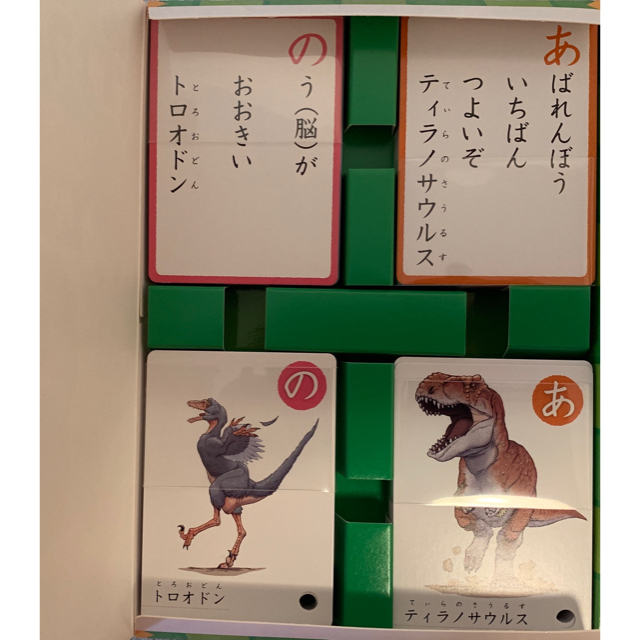 あ
ばれんぼう
いちばん
つよいぞ
ティラノサウルス
てぃらのさうるす
の
う(脳)が
おおきい
トロオドン
とろおどん
の
とろおどん
トロオドン
あ
てぃらのさうるす
ティラノサウルス